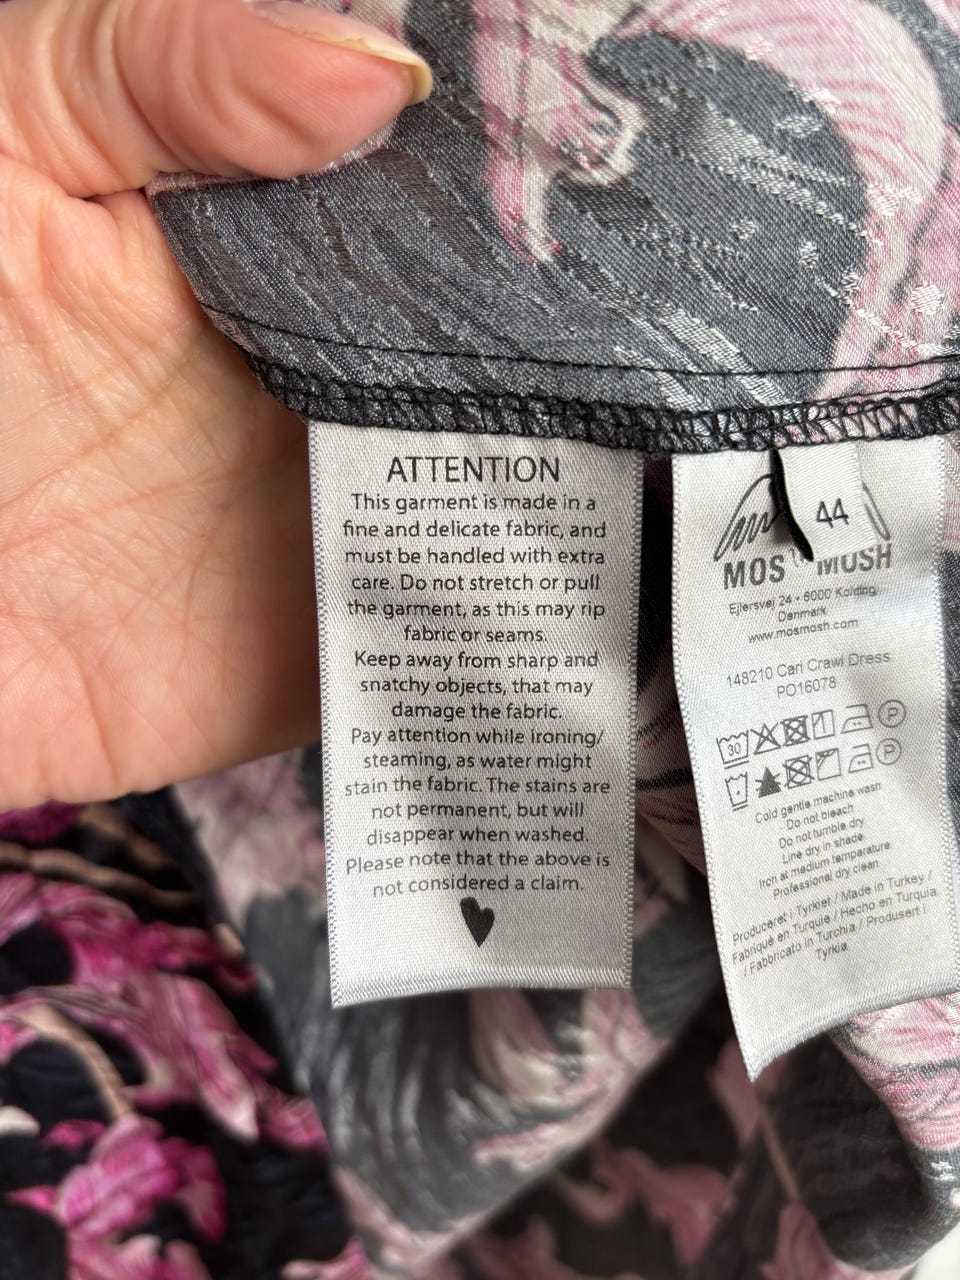 ATTENTION
This garment is made in a
fine and delicate fabric, and
must be handled with extra
care. Do not stretch or pull
the garment, as this may rip
fabric or seams.
Keep away from sharp and
snatchy objects, that may
damage the fabric.
Pay attention while ironing/
steaming, as water might
stain the fabric. The stains are
not permanent, but will
disappear when washed.
Please note that the above is
not considered a claim.
44
MOS MOSH
Ejlersvej 24 • 6000 Kolding,
Denmark
www.mosmosh.com
148210 Can Crawl Dress
PO16078
30 P
P
Cold gentle machine wash
Do not bleach
Do not tumble dry
Line dry in shade
Iron at medium temperature
Professional dry clean
Produceret i Tyrkiet / Made in Turkey /
Fabriqué en Turquie / Hecho en Turquía
/ Fabbricato in Turchia / Produsert i
Tyrkia